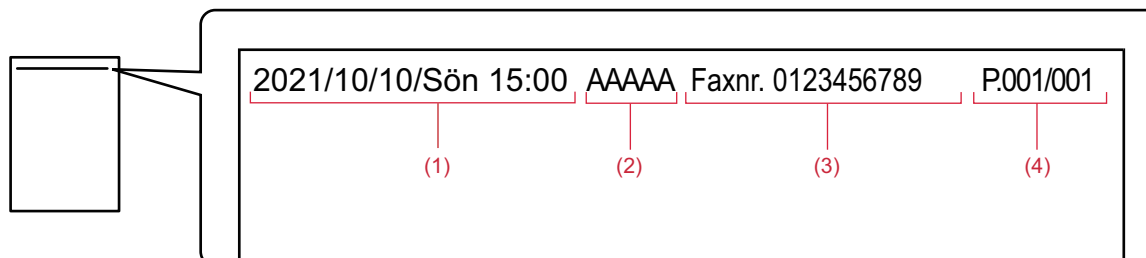 2021/10/10/Sön 15:00 AAAAA Faxnr. 0123456789 P.001/001
(1) (2) (3) (4)